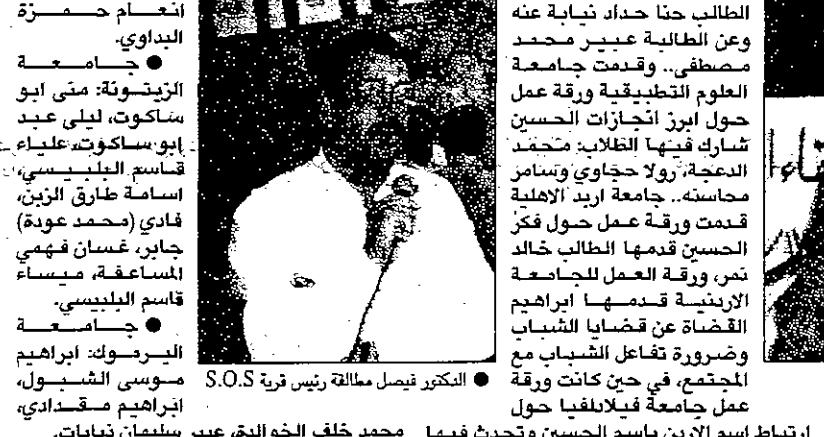 الطالب حنا حداد نيابة عنه
وعن الطالبة عبير محمد
مصطفى.. وقدمت جامعة
العلوم التطبيقية ورقة عمل
حول ابرز انجازات الحسين
شارك فيها الطلاب: محمد
الدعجة، رولا حجاوي وسامر
محاسنه.. جامعة اربد الاهلية
قدمت ورقة عمل حول فكر
الحسين قدمها الطالب خالد
نمر، ورقة العمل للجامعة
الاردنية قدمها ابراهيم
القضاة عن قضايا الشباب
وضرورة تفاعل الشباب مع
المجتمع، في حين كانت ورقة
عمل جامعة فيلادلفيا حول
ارتباط اسم الاردن باسم الحسين وتحدث فيها
● الدكتور فيصل مطالقة رئيس قرية S.O.S
انعام حمزة
البداوي.
● جامعة
الزيتونة: منى ابو
ساكوت، ليلى عبد
ابو ساكوت، علياء
قاسم البلبيسي،
اسامة طارق الزين،
فادي (محمد عودة)
جابر، غسان فهمي
المساعفة، ميساء
قاسم البلبيسي.
● جامعة
اليرموك: ابراهيم
موسى الشبول،
ابراهيم مقدادي،
محمد خلف الخوالدة، عبير سليمان ذيابات،